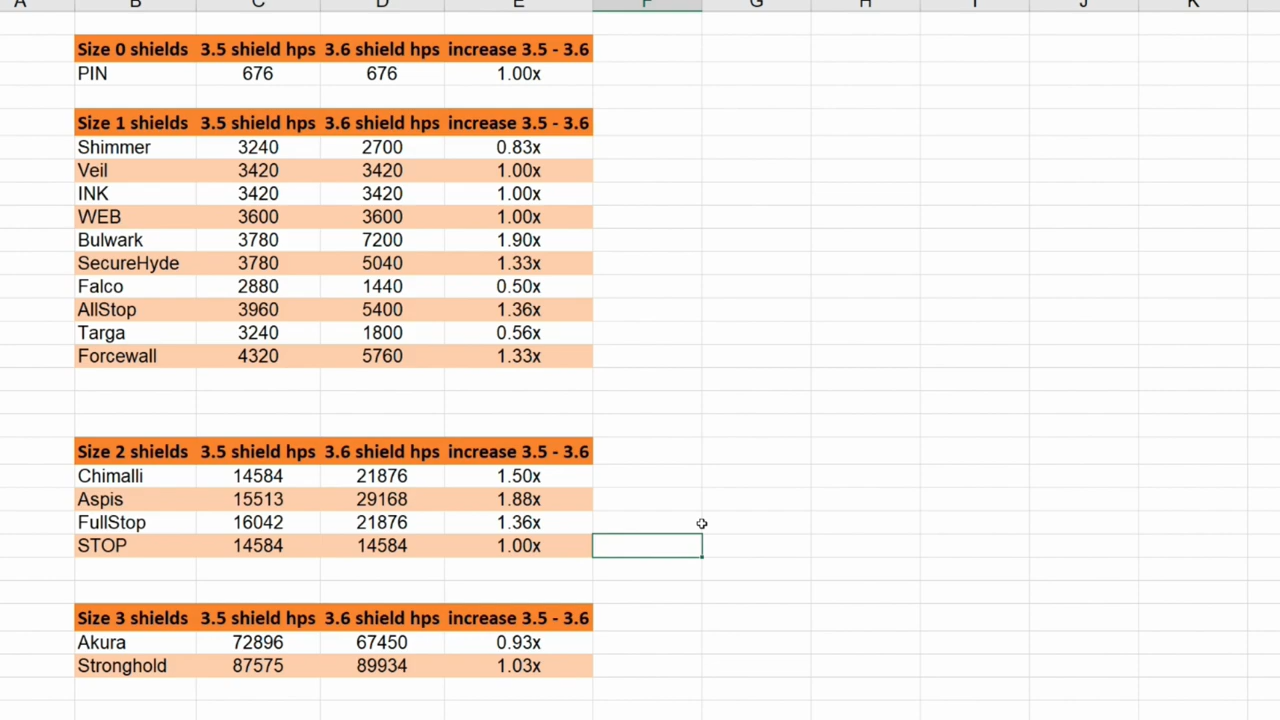 A B C D E F G H I J K
Size 0 shields 3.5 shield hps 3.6 shield hps increase 3.5 - 3.6
PIN 676 676 1.00x
Size 1 shields 3.5 shield hps 3.6 shield hps increase 3.5 - 3.6
Shimmer 3240 2700 0.83x
Veil 3420 3420 1.00x
INK 3420 3420 1.00x
WEB 3600 3600 1.00x
Bulwark 3780 7200 1.90x
SecureHyde 3780 5040 1.33x
Falco 2880 1440 0.50x
AllStop 3960 5400 1.36x
Targa 3240 1800 0.56x
Forcewall 4320 5760 1.33x
Size 2 shields 3.5 shield hps 3.6 shield hps increase 3.5 - 3.6
Chimalli 14584 21876 1.50x
Aspis 15513 29168 1.88x
FullStop 16042 21876 1.36x
STOP 14584 14584 1.00x
Size 3 shields 3.5 shield hps 3.6 shield hps increase 3.5 - 3.6
Akura 72896 67450 0.93x
Stronghold 87575 89934 1.03x